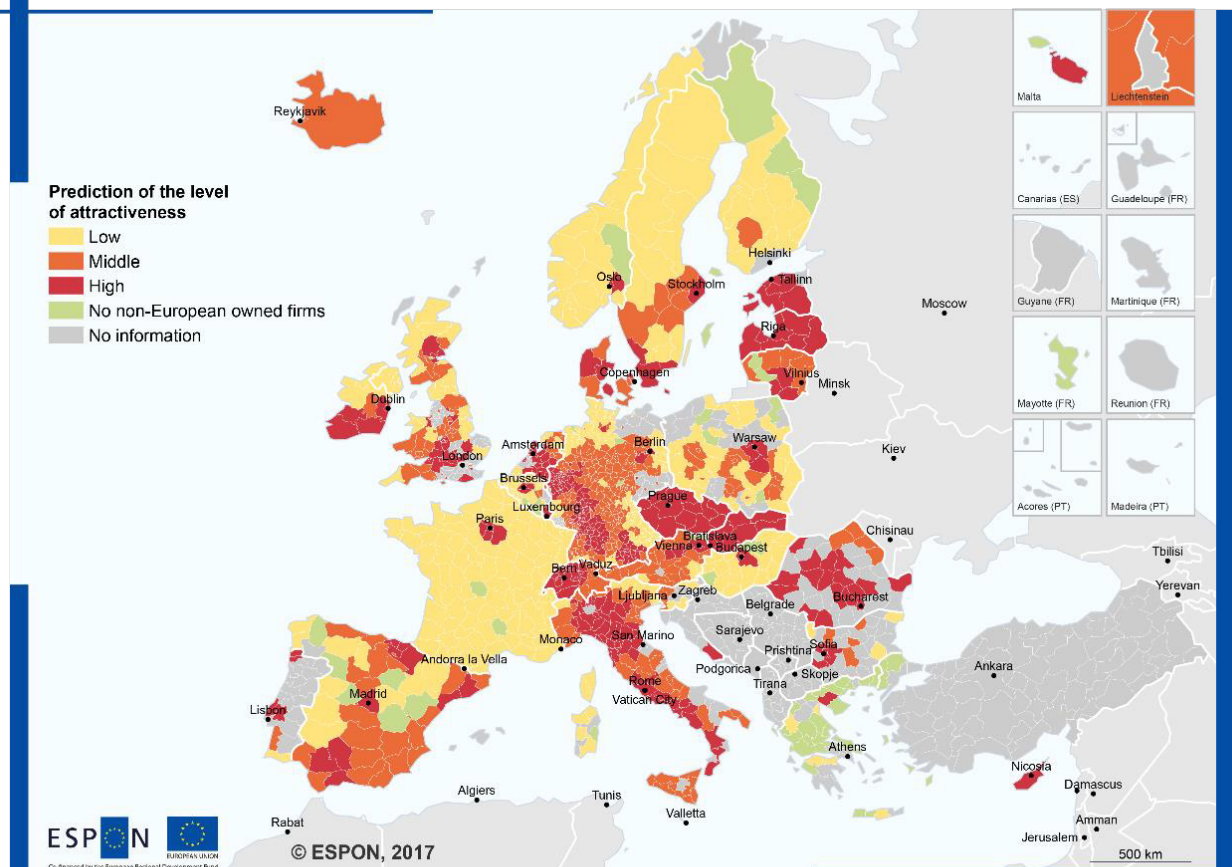 Prediction of the level
of attractiveness
Low
Middle
High
No non-European owned firms
No information
Reykjavik
Oslo
Helsinki
Tallinn
Stockholm
Riga
Moscow
Copenhagen
Vilnius
Minsk
Dublin
Amsterdam
Berlin
Warsaw
London
Kiev
Brussels
Prague
Luxembourg
Paris
Bratislava
Vienna
Budapest
Chisinau
Bern
Vaduz
Ljubljana
Zagreb
Bucharest
Belgrade
Tbilisi
Yerevan
San Marino
Sarajevo
Monaco
Prishtina
Sofia
Andorra la Vella
Podgorica
Skopje
Ankara
Rome
Tirana
Vatican City
Madrid
Lisbon
Athens
Nicosia
Algiers
Tunis
Damascus
Valletta
Amman
Rabat
Jerusalem
Malta
Liechtenstein
Canarias (ES)
Guadeloupe (FR)
Guyane (FR)
Martinique (FR)
Mayotte (FR)
Reunion (FR)
Acores (PT)
Madeira (PT)
ESPON
EUROPEAN UNION
© ESPON, 2017
500 km